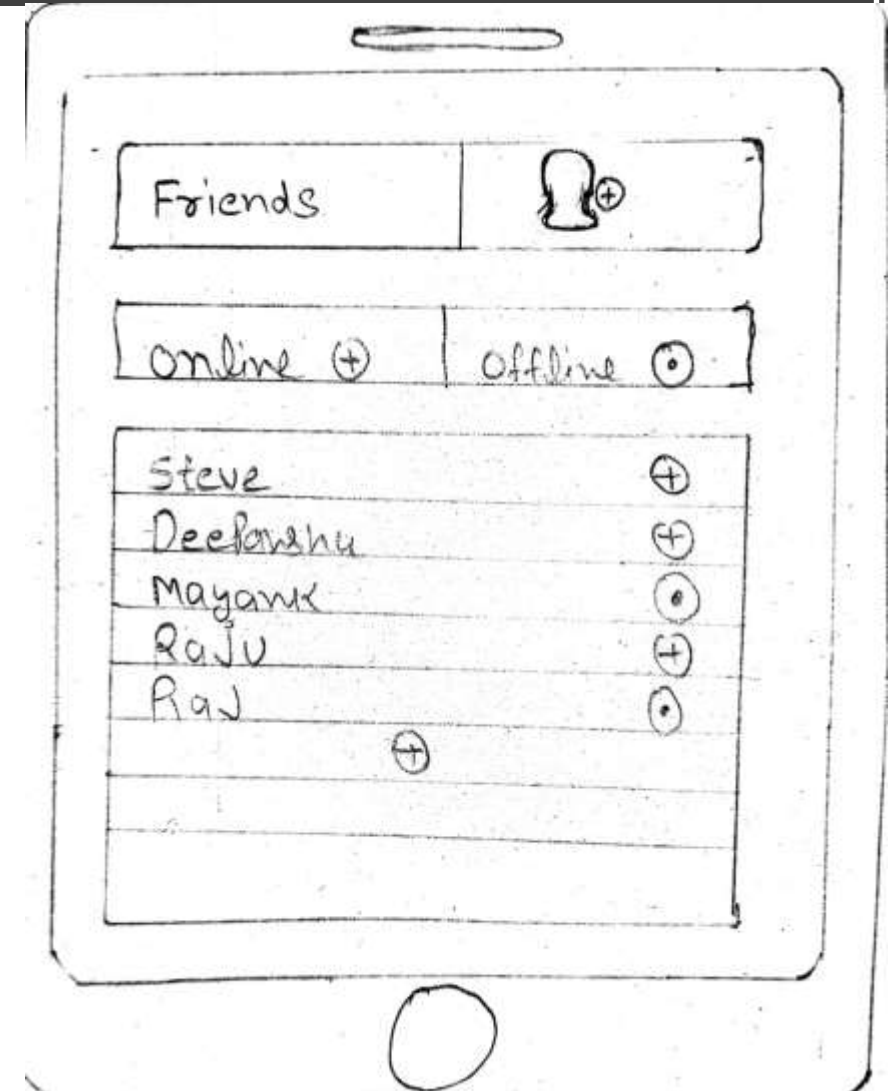 Friends
Online Offline
Steve
Deepanshu
Mayank
Raju
Raj